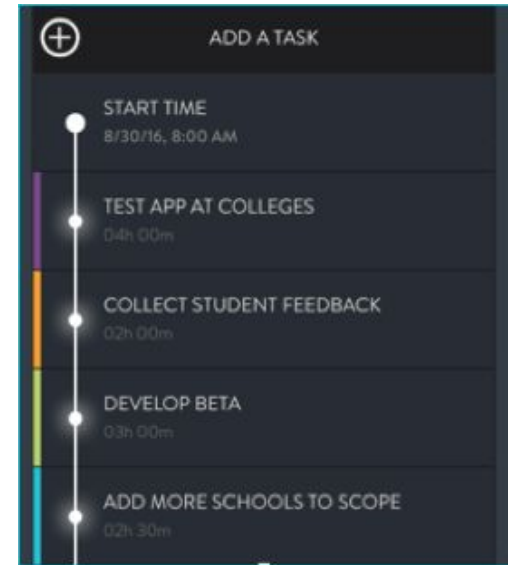 ADD A TASK
START TIME
8/30/16, 8:00 AM
TEST APP AT COLLEGES
04h 00m
COLLECT STUDENT FEEDBACK
02h 00m
DEVELOP BETA
03h 00m
ADD MORE SCHOOLS TO SCOPE
02h 30m